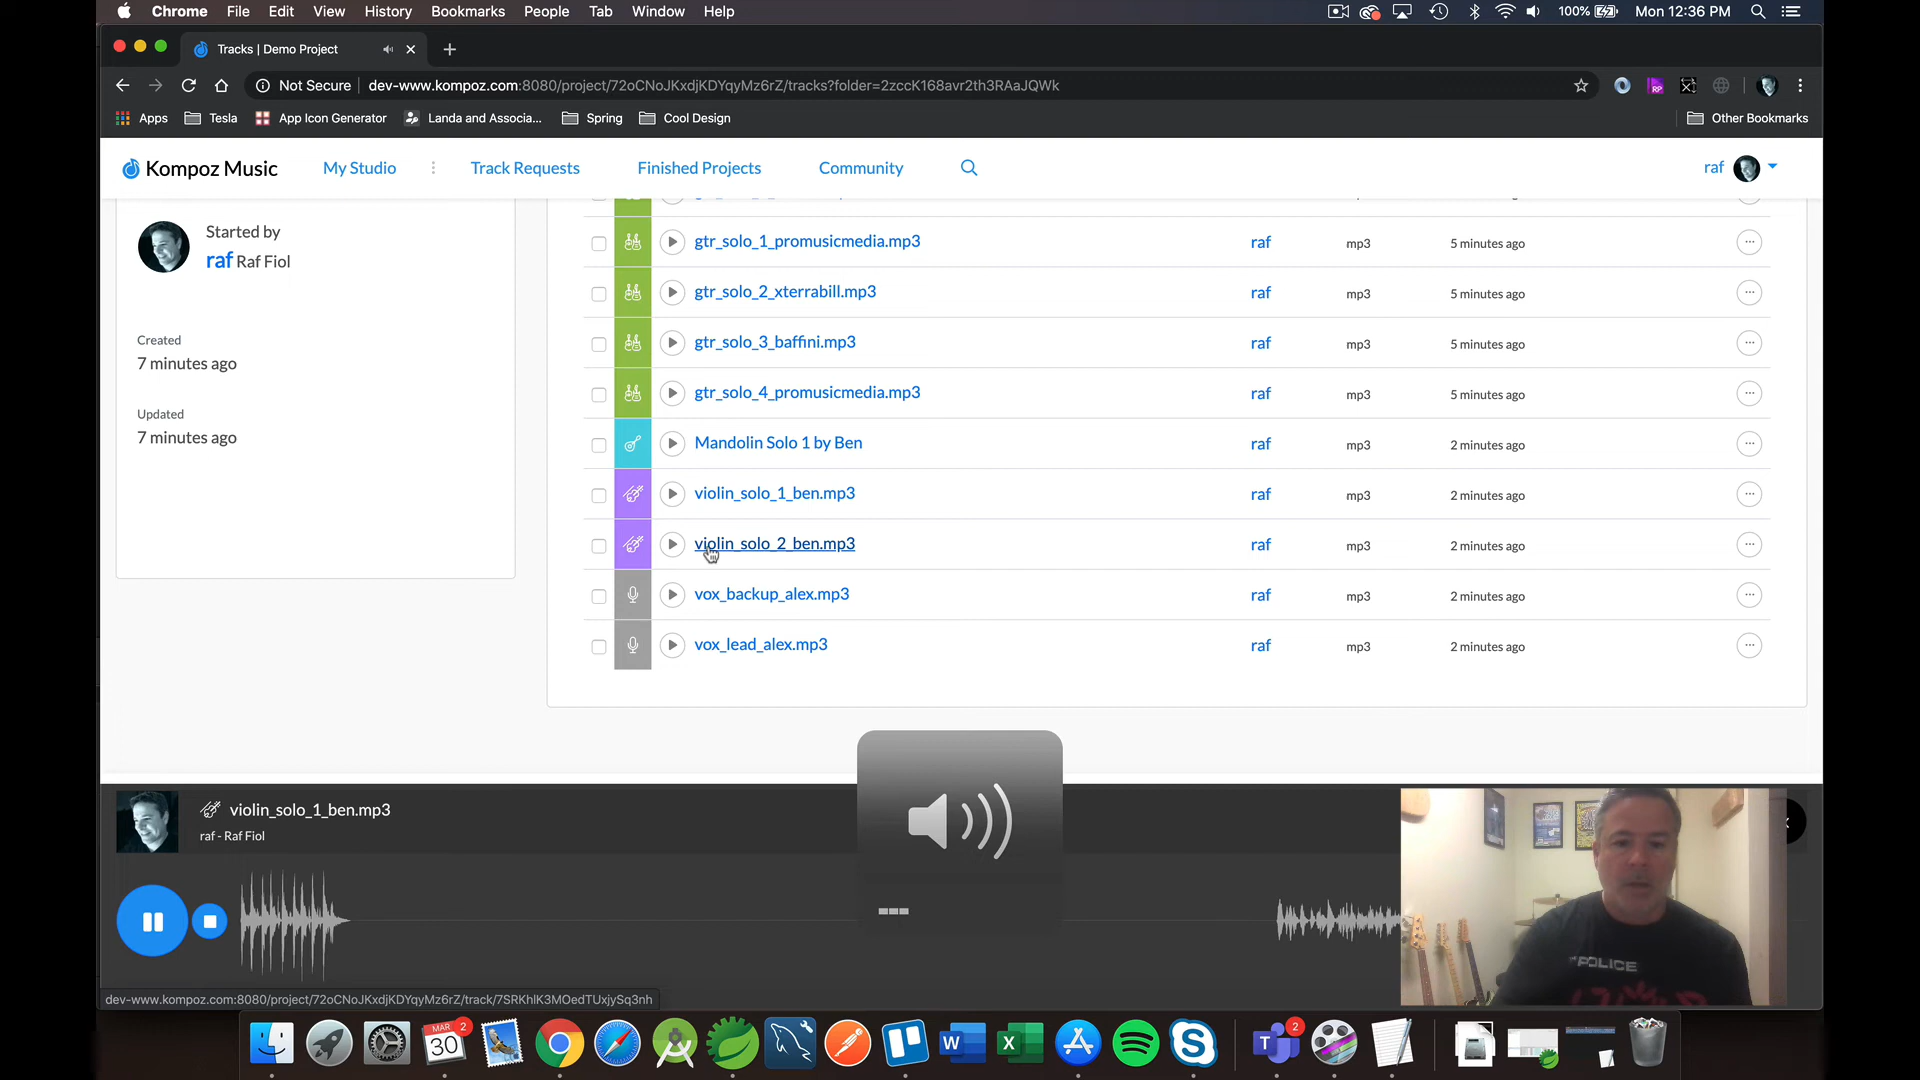 Chrome File Edit View History Bookmarks People Tab Window Help 100% Mon 12:36 PM
Tracks | Demo Project
Not Secure dev-www.kompoz.com:8080/project/72oCNoJKxdjKDYqyMz6rZ/tracks?folder=2zccK168avr2th3RAaJQWk
Apps Tesla App Icon Generator Landa and Associa... Spring Cool Design Other Bookmarks
Kompoz Music My Studio Track Requests Finished Projects Community raf
Started by
raf Raf Fiol
Created
7 minutes ago
Updated
7 minutes ago
gtr_solo_1_promusicmedia.mp3 raf mp3 5 minutes ago
gtr_solo_2_xterrabill.mp3 raf mp3 5 minutes ago
gtr_solo_3_baffini.mp3 raf mp3 5 minutes ago
gtr_solo_4_promusicmedia.mp3 raf mp3 5 minutes ago
Mandolin Solo 1 by Ben raf mp3 2 minutes ago
violin_solo_1_ben.mp3 raf mp3 2 minutes ago
violin_solo_2_ben.mp3 raf mp3 2 minutes ago
vox_backup_alex.mp3 raf mp3 2 minutes ago
vox_lead_alex.mp3 raf mp3 2 minutes ago
violin_solo_1_ben.mp3
raf - Raf Fiol
POLICE
dev-www.kompoz.com:8080/project/72oCNoJKxdjKDYqyMz6rZ/track/7SRKhlK3MOedTUxjySq3nh
MAR 2
30
W X T 2